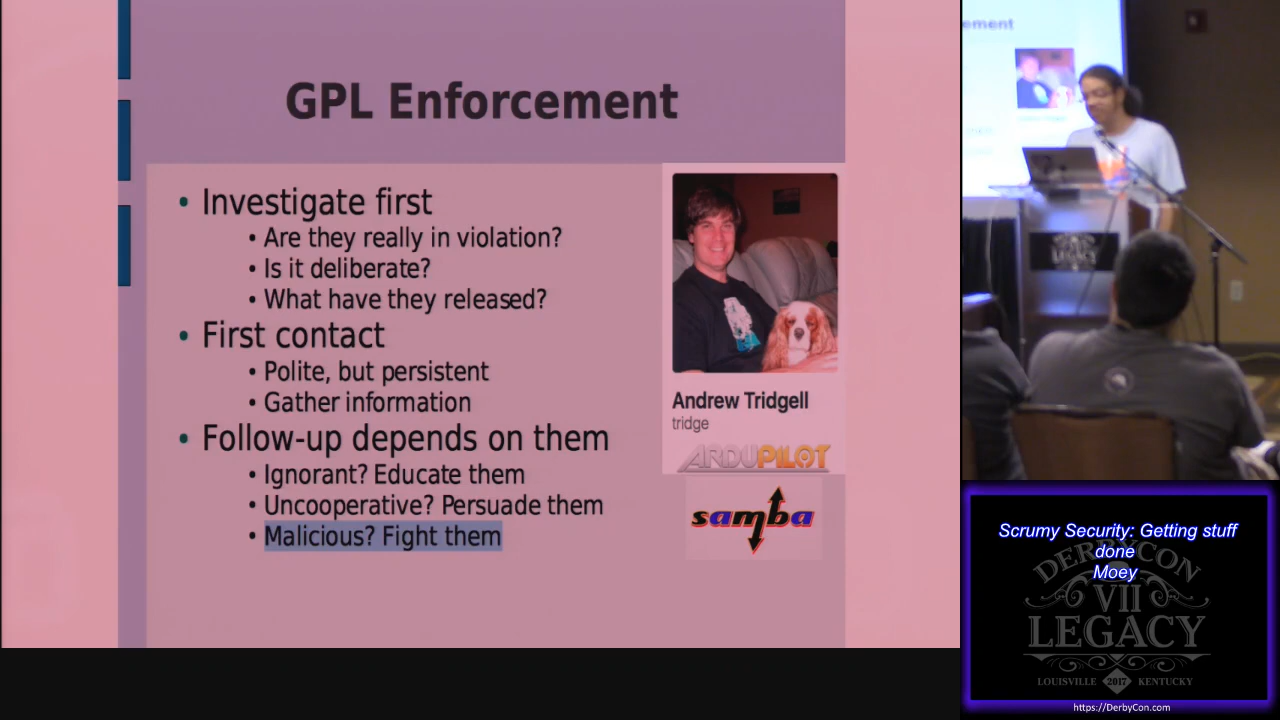 GPL Enforcement
• Investigate first
• Are they really in violation?
• Is it deliberate?
• What have they released?
• First contact
• Polite, but persistent
• Gather information
• Follow-up depends on them
• Ignorant? Educate them
• Uncooperative? Persuade them
• Malicious? Fight them
Andrew Tridgell
tridge
ARDUPILOT
samba
ement
LEGACY
Scrumy Security: Getting stuff
done
Moey
DERBYCON
VII
LEGACY
LOUISVILLE 2017 KENTUCKY
https://DerbyCon.com